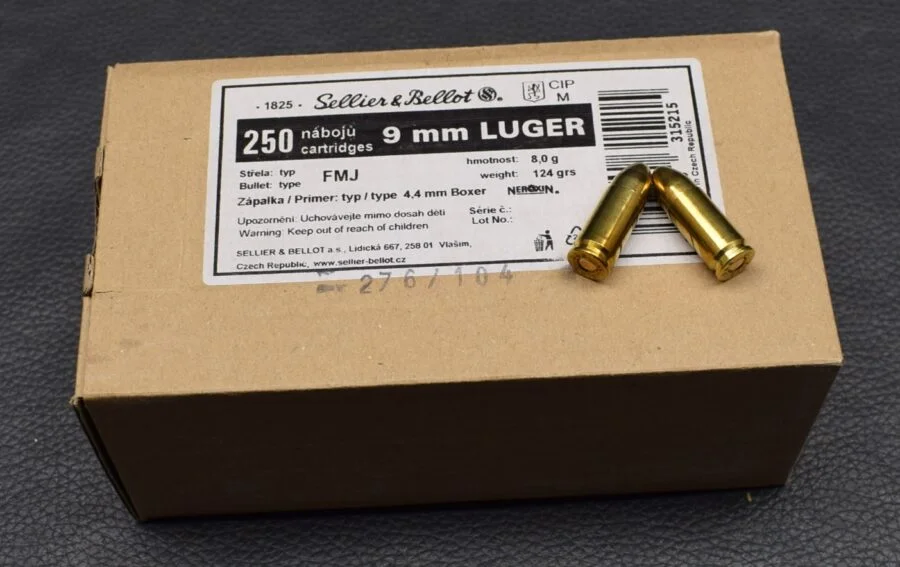 · 1825 · Sellier & Bellot S B®.
CIP
M
250 nábojů
cartridges
9 mm LUGER
Střela: typ
Bullet: type
FMJ
hmotnost: 8,0 g
weight: 124 grs
Zápalka / Primer: typ / type 4,4 mm Boxer NEROXIN®
Upozornění: Uchovávejte mimo dosah dětí
Warning: Keep out of reach of children
Série č.:
Lot No.:
SELLIER & BELLOT a.s., Lidická 667, 258 01 Vlašim,
Czech Republic, www.sellier-bellot.cz
315215
in Czech Republic
276/104